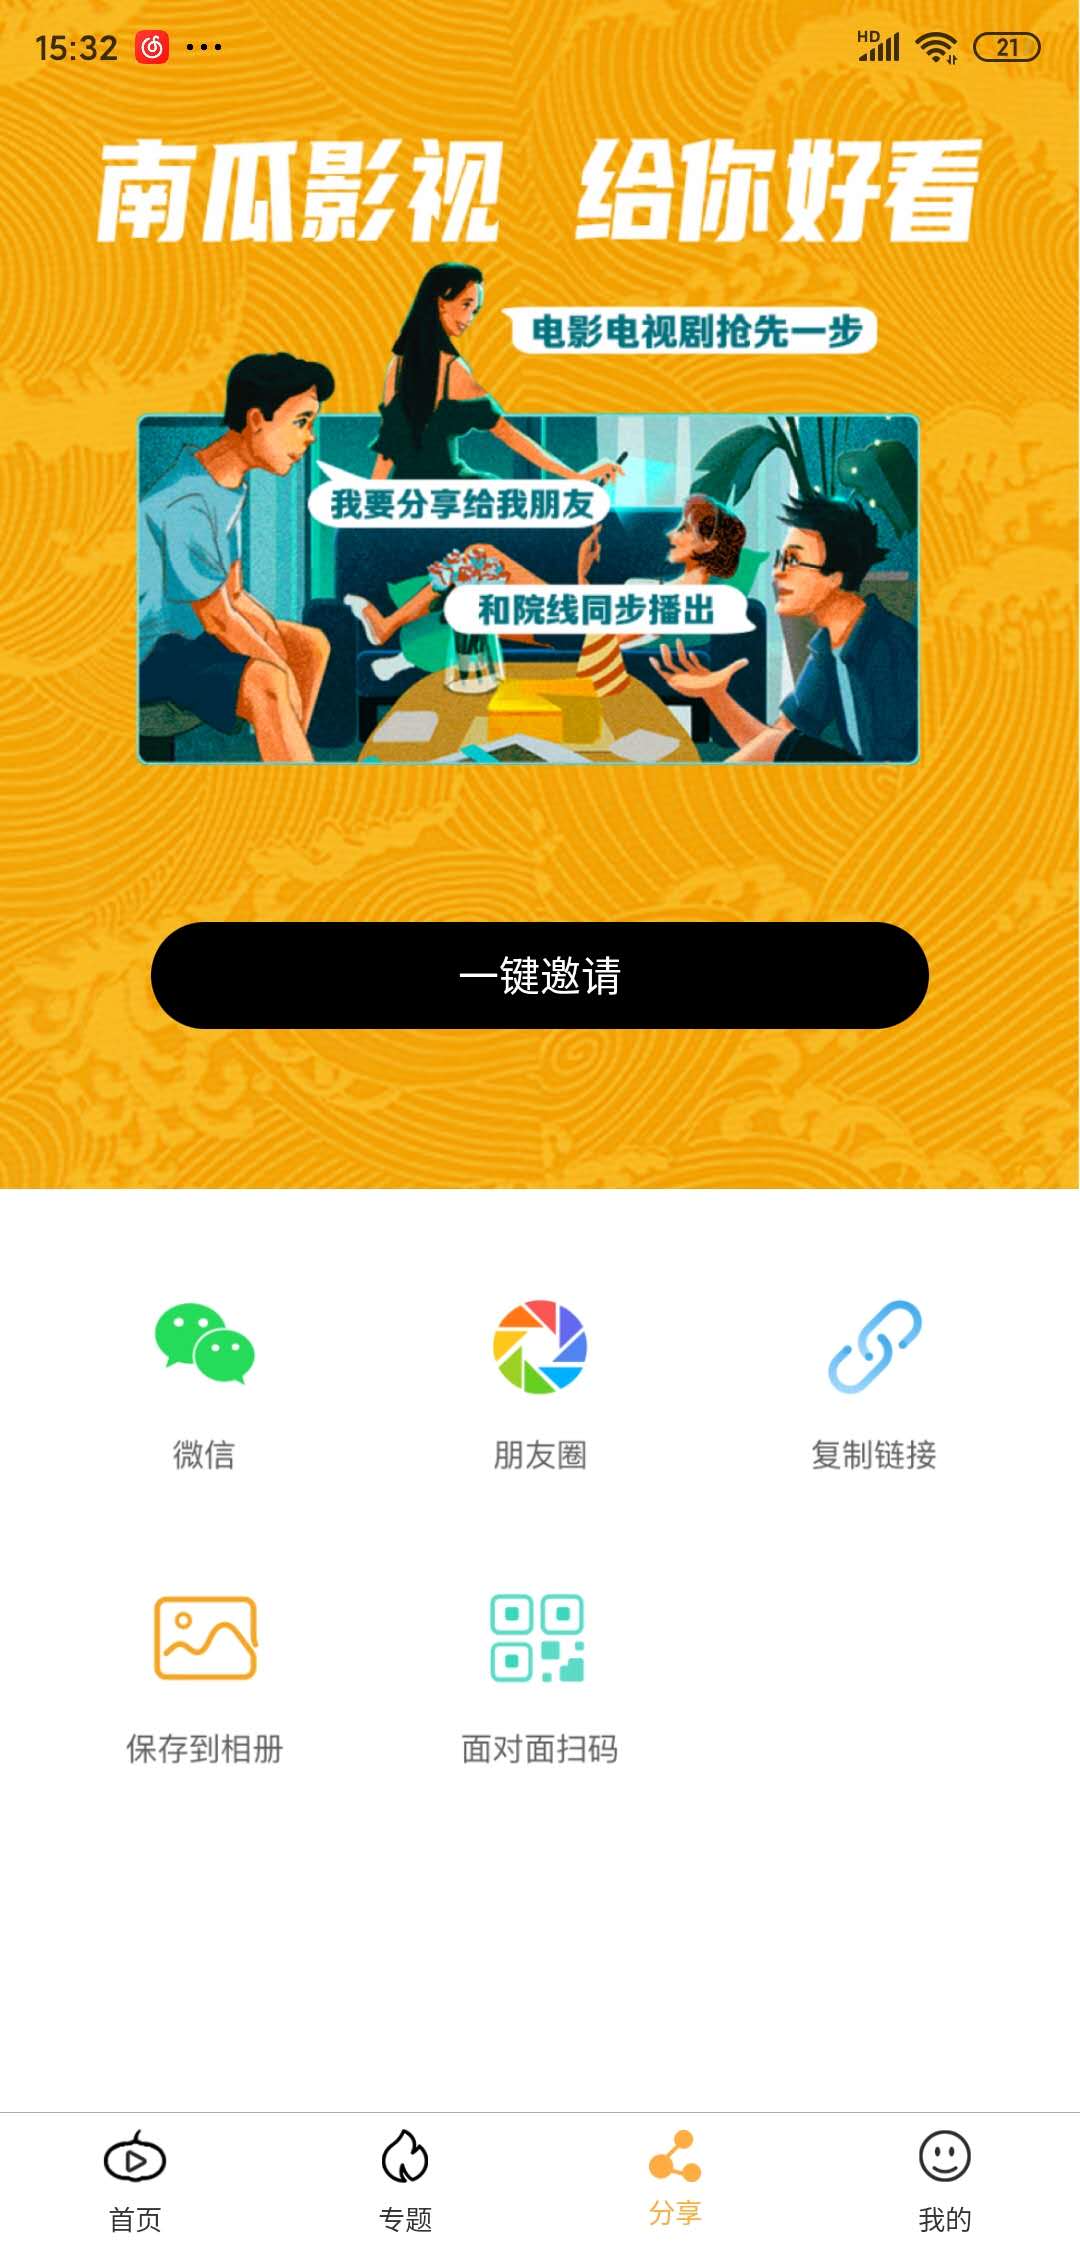 15:32
HD
21
南瓜影视 给你好看
电影电视剧抢先一步
我要分享给我朋友
和院线同步播出
一键邀请
微信 朋友圈 复制链接
保存到相册 面对面扫码
首页 专题 分享 我的